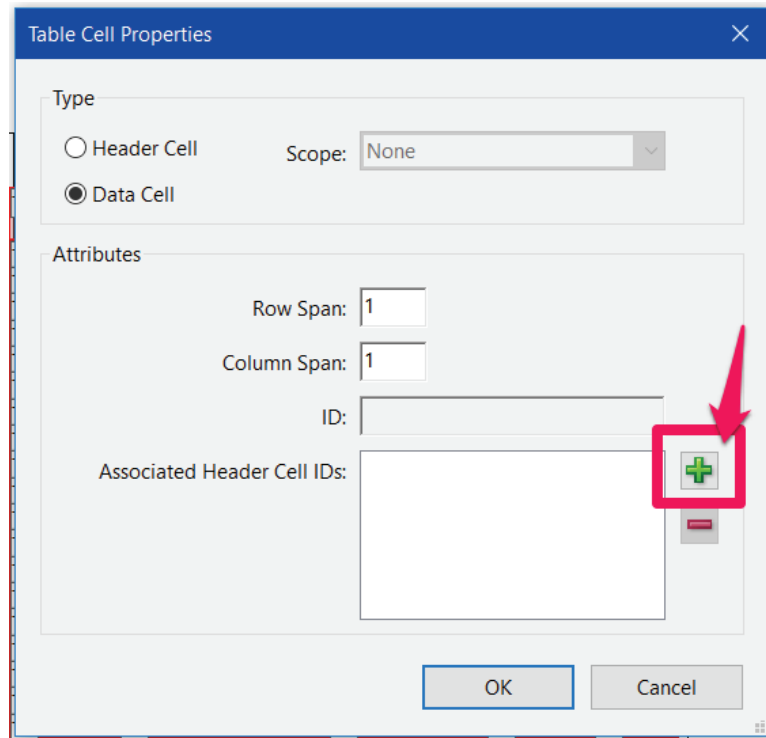 Table Cell Properties
Type
Header Cell
Scope: None
Data Cell
Attributes
Row Span: 1
Column Span: 1
ID:
Associated Header Cell IDs:
OK Cancel